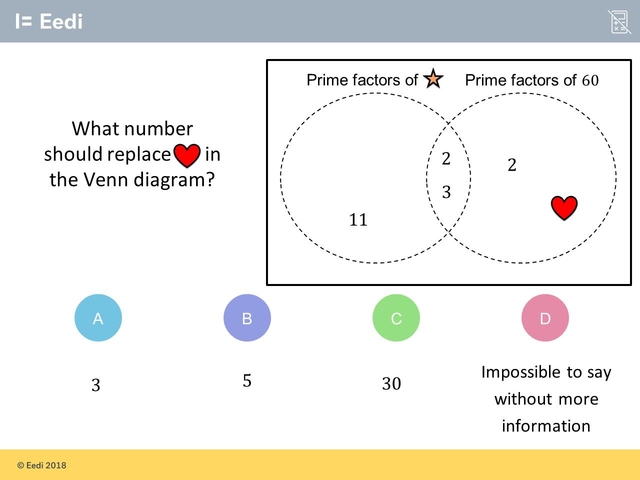 I= Eedi
Prime factors of
Prime factors of 60
What number
should replace in
the Venn diagram?
2
2
3
11
A
B
C
D
3
5
30
Impossible to say
without more
information
© Eedi 2018